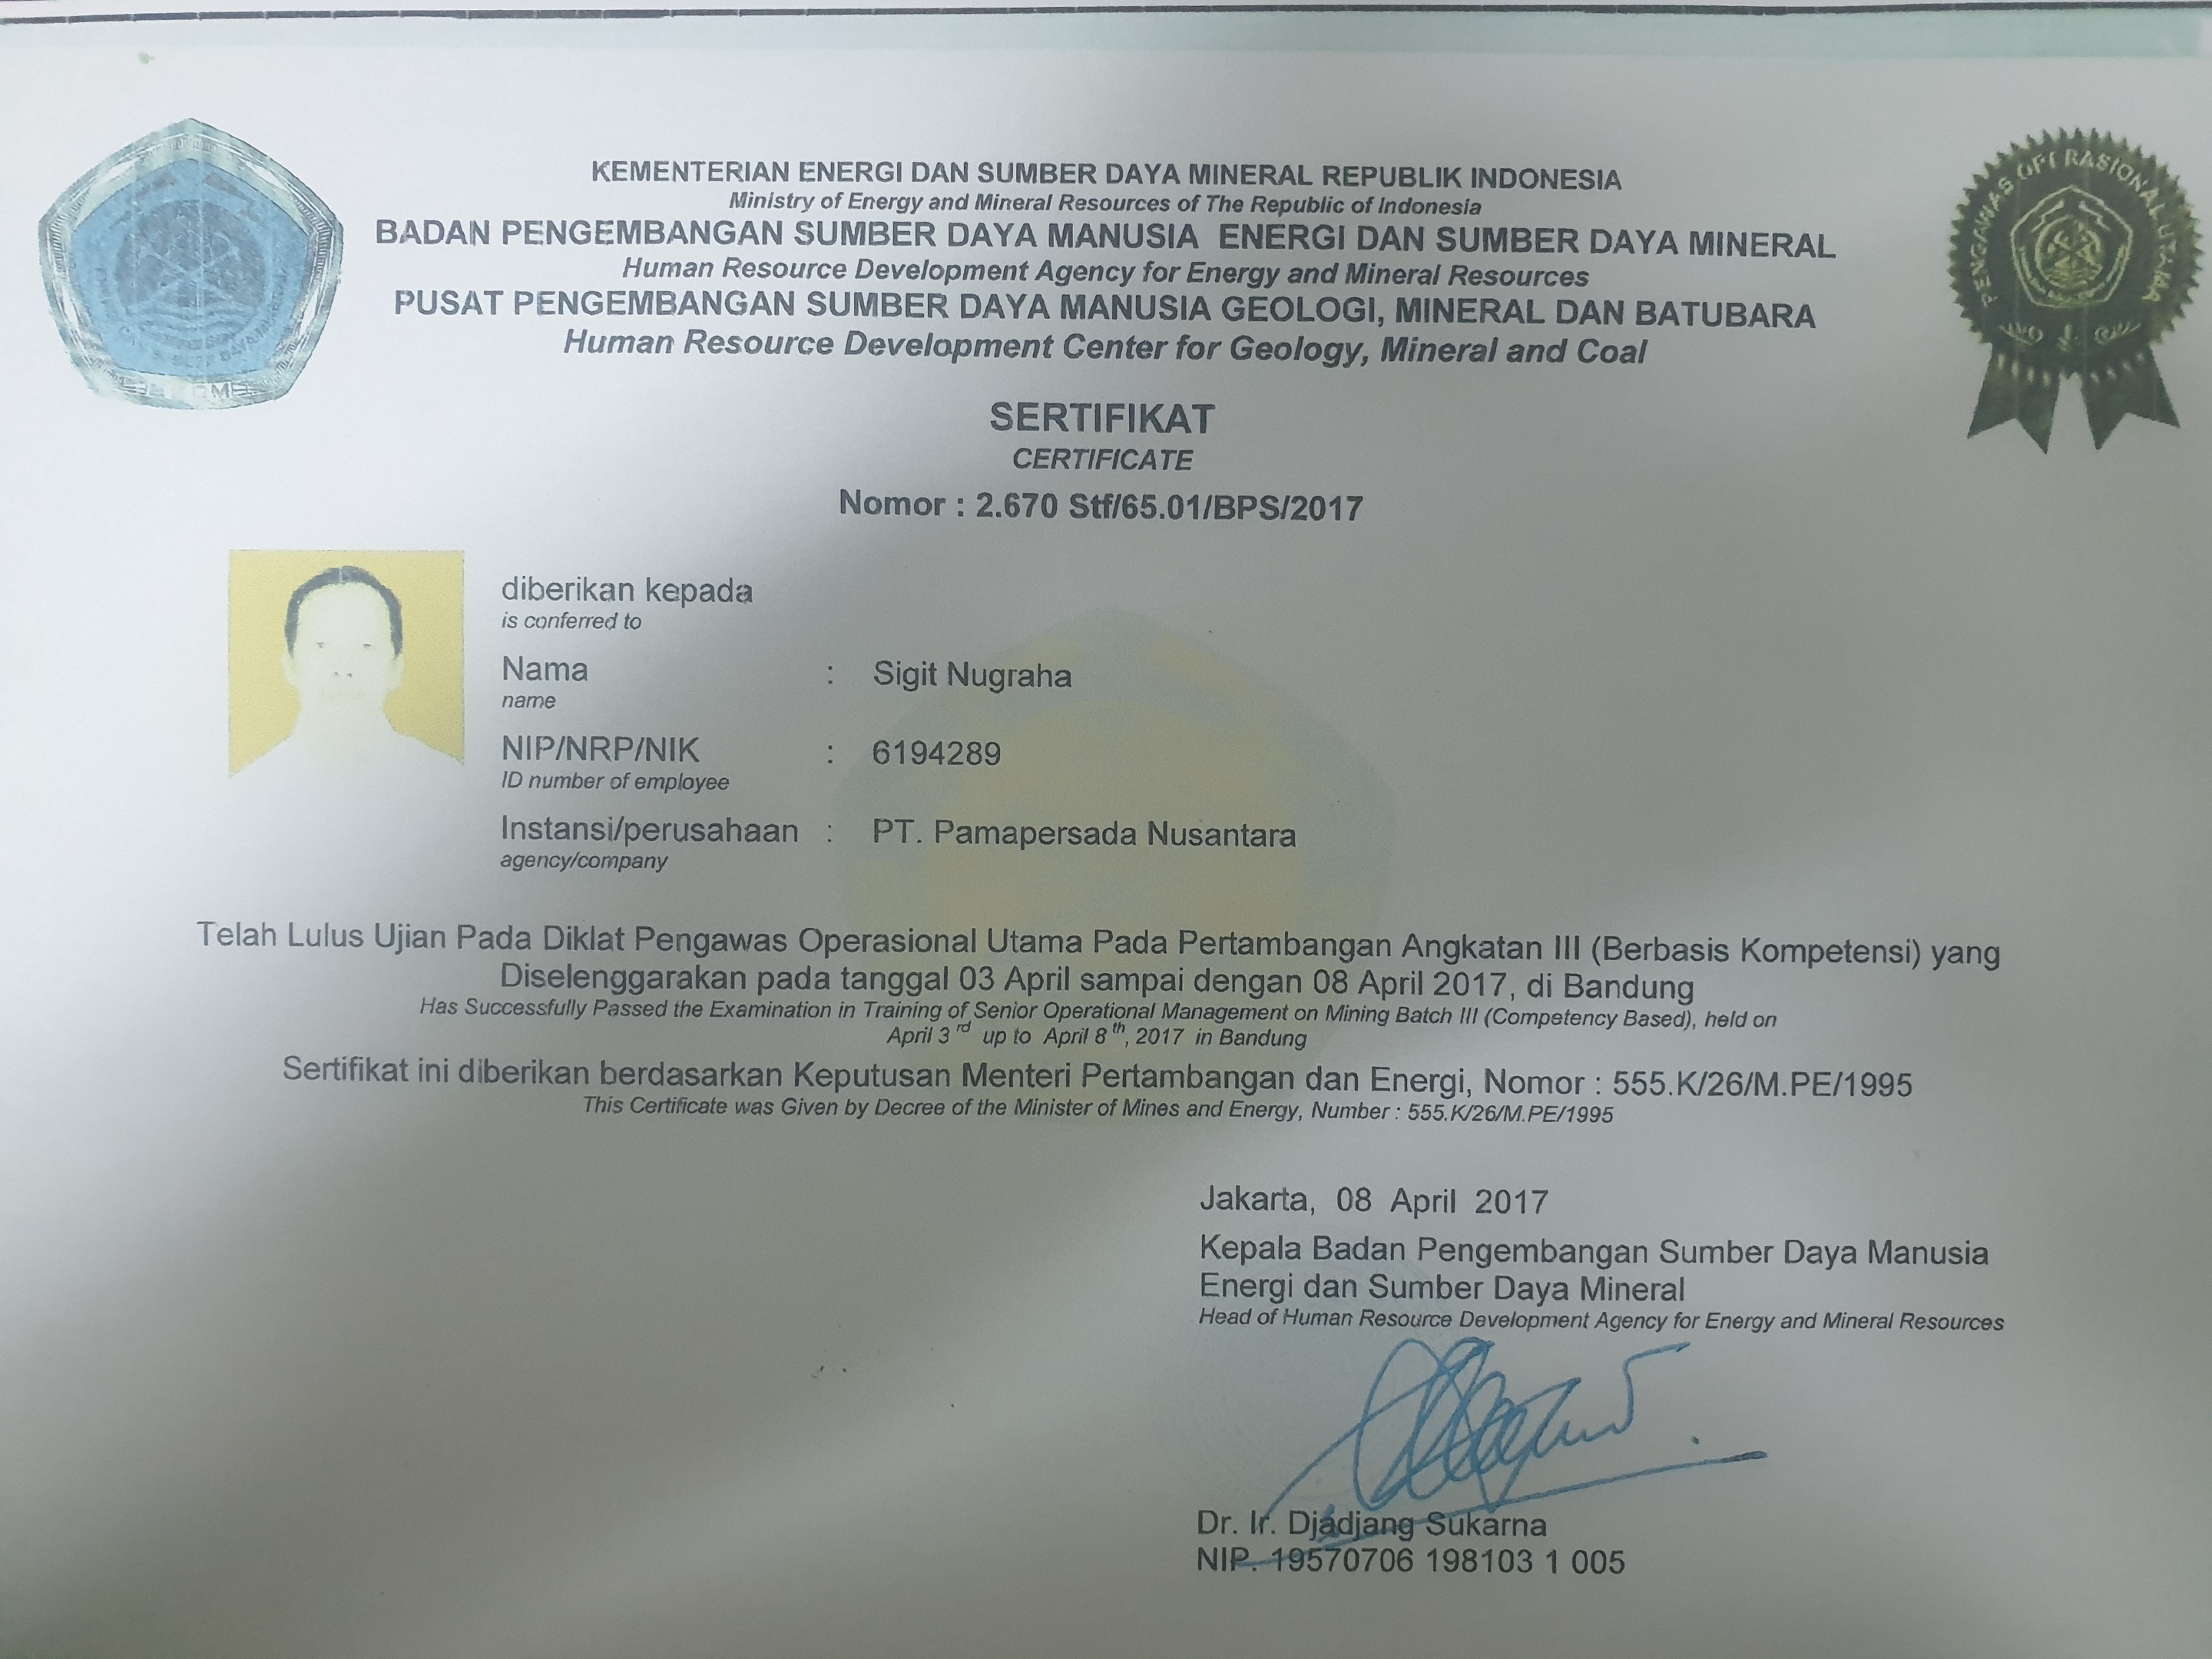 KEMENTERIAN ENERGI DAN SUMBER DAYA MINERAL REPUBLIK INDONESIA
Ministry of Energy and Mineral Resources of The Republic of Indonesia
BADAN PENGEMBANGAN SUMBER DAYA MANUSIA ENERGI DAN SUMBER DAYA MINERAL
Human Resource Development Agency for Energy and Mineral Resources
PUSAT PENGEMBANGAN SUMBER DAYA MANUSIA GEOLOGI, MINERAL DAN BATUBARA
Human Resource Development Center for Geology, Mineral and Coal
PENGAWAS OPERASIONAL UTAMA
SERTIFIKAT
CERTIFICATE
Nomor : 2.670 Stf/65.01/BPS/2017
diberikan kepada
is conferred to
Nama : Sigit Nugraha
name
NIP/NRP/NIK : 6194289
ID number of employee
Instansi/perusahaan : PT. Pamapersada Nusantara
agency/company
Telah Lulus Ujian Pada Diklat Pengawas Operasional Utama Pada Pertambangan Angkatan III (Berbasis Kompetensi) yang
Diselenggarakan pada tanggal 03 April sampai dengan 08 April 2017, di Bandung
Has Successfully Passed the Examination in Training of Senior Operational Management on Mining Batch III (Competency Based), held on
April 3 rd up to April 8 th, 2017 in Bandung
Sertifikat ini diberikan berdasarkan Keputusan Menteri Pertambangan dan Energi, Nomor : 555.K/26/M.PE/1995
This Certificate was Given by Decree of the Minister of Mines and Energy, Number : 555.K/26/M.PE/1995
Jakarta, 08 April 2017
Kepala Badan Pengembangan Sumber Daya Manusia
Energi dan Sumber Daya Mineral
Head of Human Resource Development Agency for Energy and Mineral Resources
Dr. Ir. Djadjang Sukarna
NIP. 19570706 198103 1 005